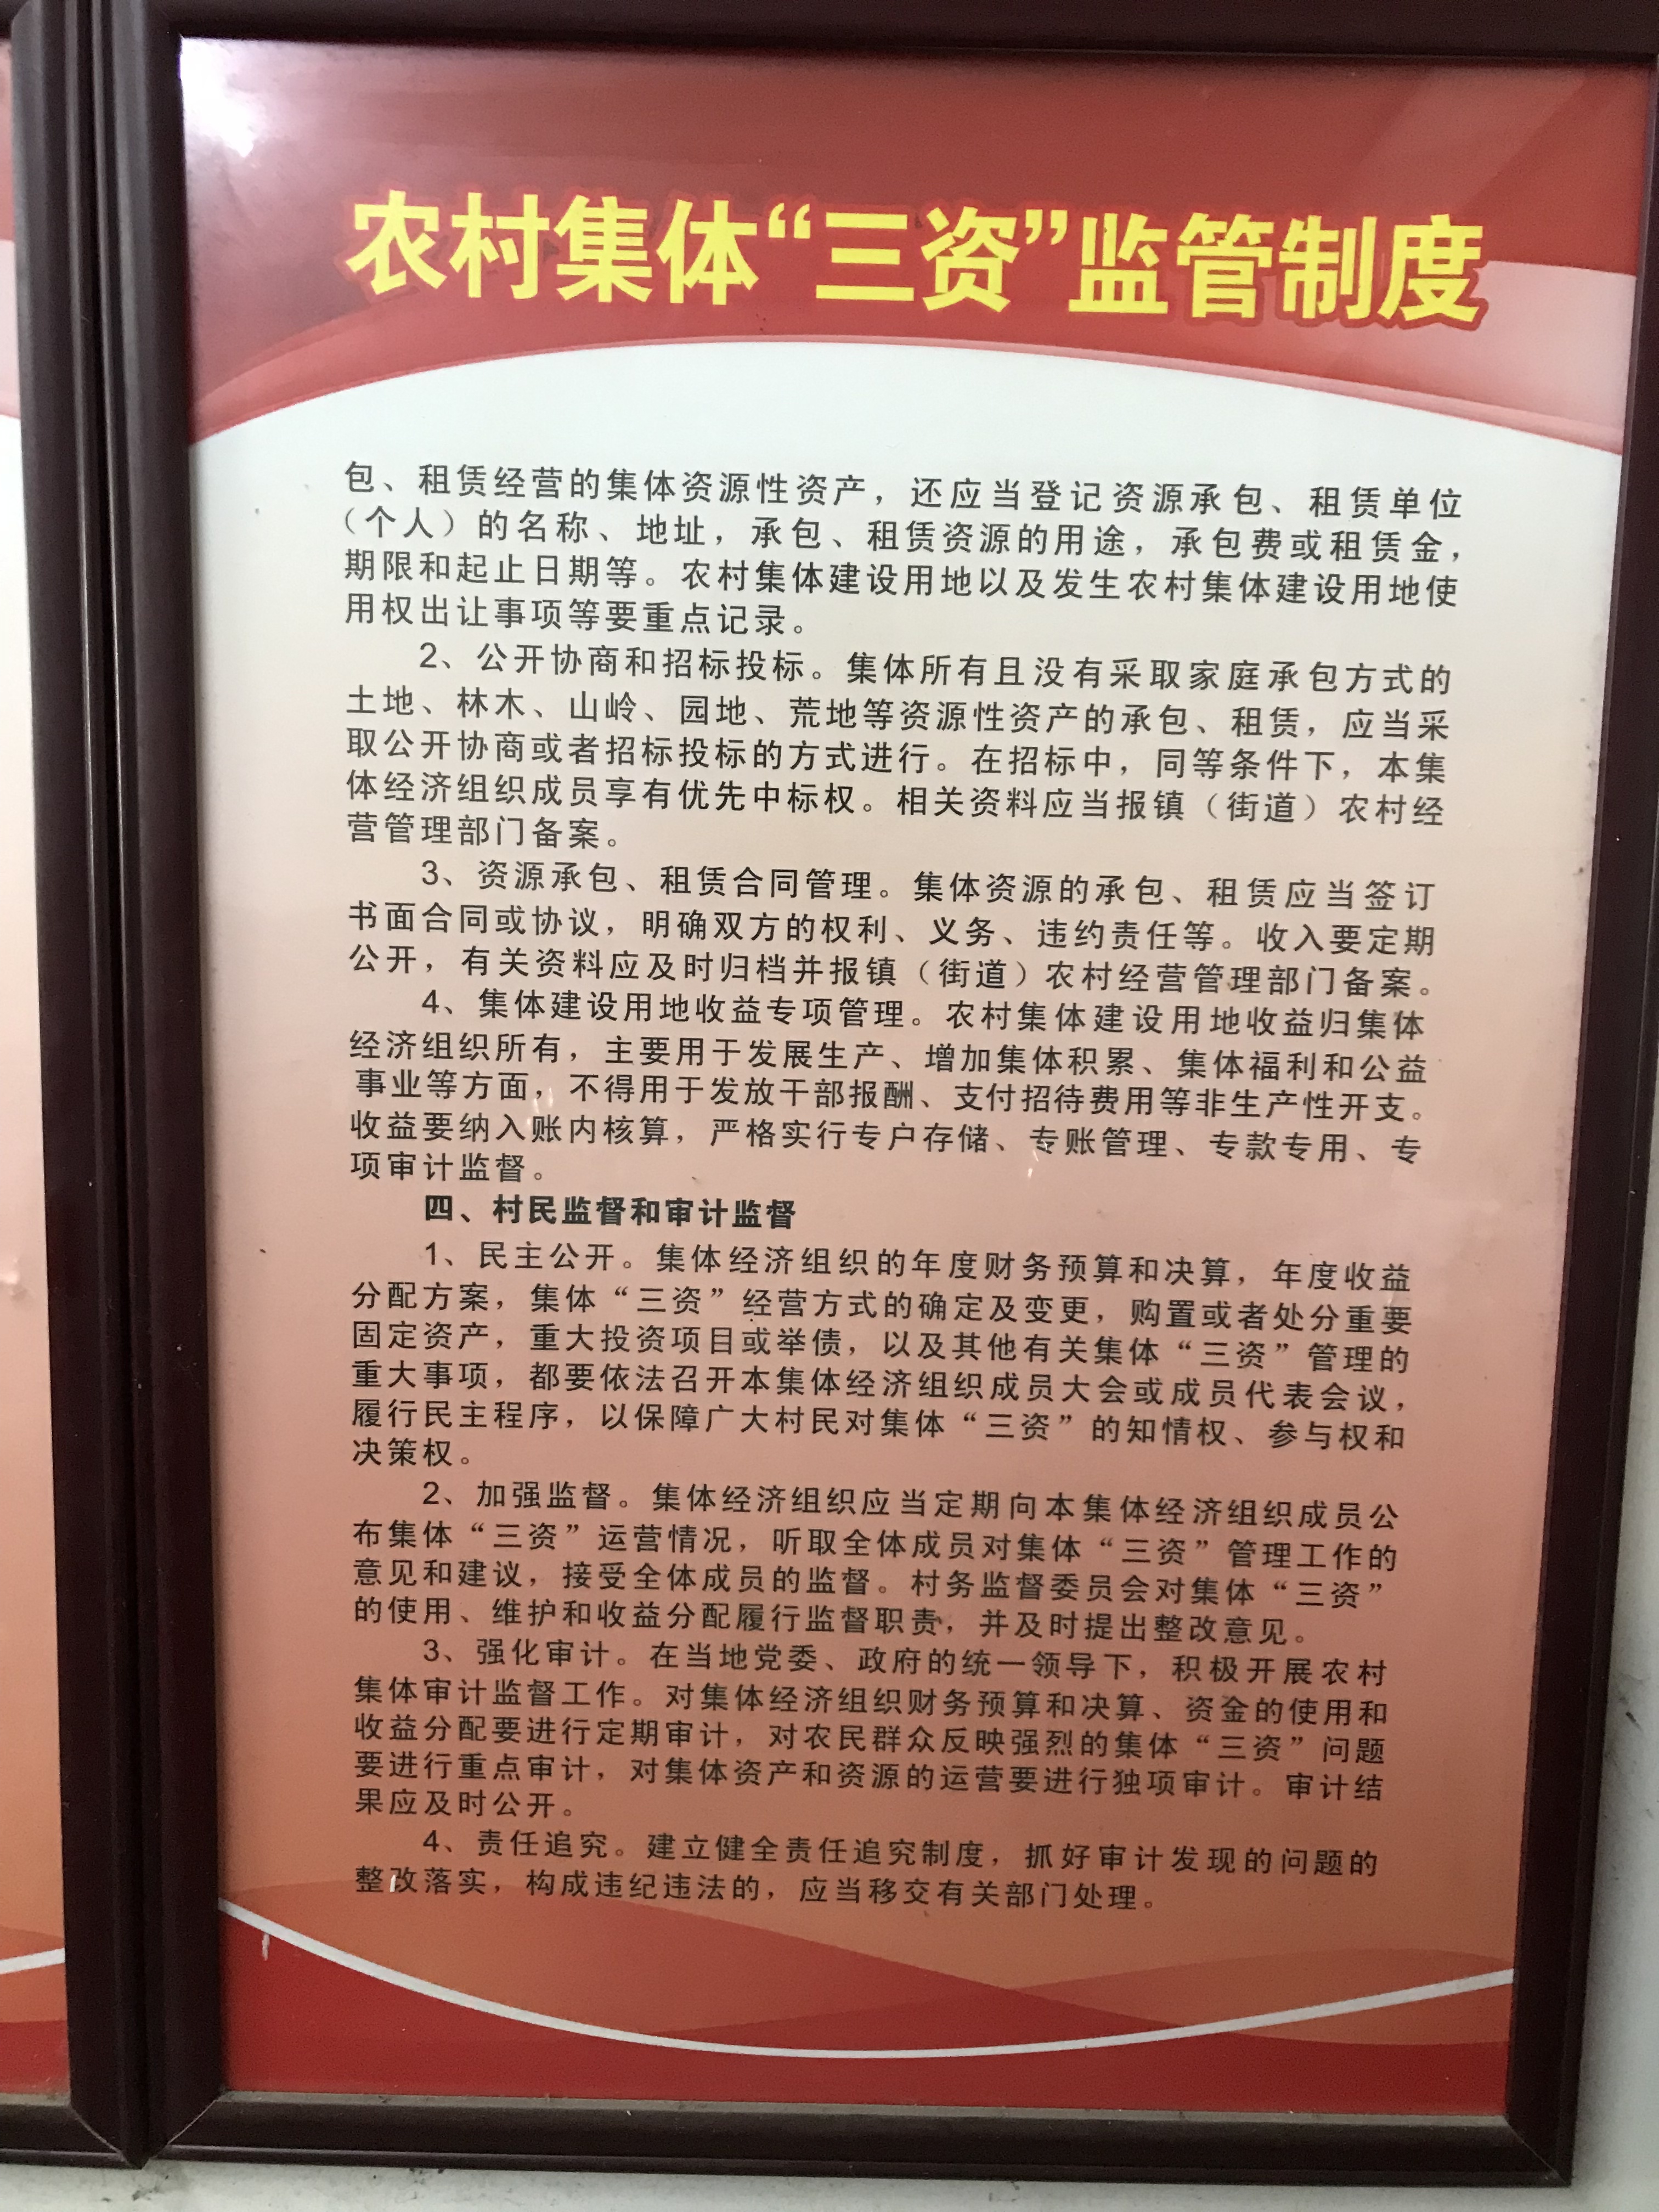 农村集体“三资”监管制度
包、租赁经营的集体资源性资产，还应当登记资源承包、租赁单位
（个人）的名称、地址，承包、租赁资源的用途，承包费或租赁金，
期限和起止日期等。农村集体建设用地以及发生农村集体建设用地使
用权出让事项等要重点记录。
2、公开协商和招标投标。集体所有且没有采取家庭承包方式的
土地、林木、山岭、园地、荒地等资源性资产的承包、租赁，应当采
取公开协商或者招标投标的方式进行。在招标中，同等条件下，本集
体经济组织成员享有优先中标权。相关资料应当报镇（街道）农村经
营管理部门备案。
3、资源承包、租赁合同管理。集体资源的承包、租赁应当签订
书面合同或协议，明确双方的权利、义务、违约责任等。收入要定期
公开，有关资料应及时归档并报镇（街道）农村经营管理部门备案。
4、集体建设用地收益专项管理。农村集体建设用地收益归集体
经济组织所有，主要用于发展生产、增加集体积累、集体福利和公益
事业等方面，不得用于发放干部报酬、支付招待费用等非生产性开支。
收益要纳入账内核算，严格实行专户存储、专账管理、专款专用、专
项审计监督。
四、村民监督和审计监督
1、民主公开。集体经济组织的年度财务预算和决算，年度收益
分配方案，集体“三资”经营方式的确定及变更，购置或者处分重要
固定资产，重大投资项目或举债，以及其他有关集体“三资”管理的
重大事项，都要依法召开本集体经济组织成员大会或成员代表会议，
履行民主程序，以保障广大村民对集体“三资”的知情权、参与权和
决策权。
2、加强监督。集体经济组织应当定期向本集体经济组织成员公
布集体“三资”运营情况，听取全体成员对集体“三资”管理工作的
意见和建议，接受全体成员的监督。村务监督委员会对集体“三资”
的使用、维护和收益分配履行监督职责，并及时提出整改意见。
3、强化审计。在当地党委、政府的统一领导下，积极开展农村
集体审计监督工作。对集体经济组织财务预算和决算、资金的使用和
收益分配要进行定期审计，对农民群众反映强烈的集体“三资”问题
要进行重点审计，对集体资产和资源的运营要进行独项审计。审计结
果应及时公开。
4、责任追究。建立健全责任追究制度，抓好审计发现的问题的
整改落实，构成违纪违法的，应当移交有关部门处理。